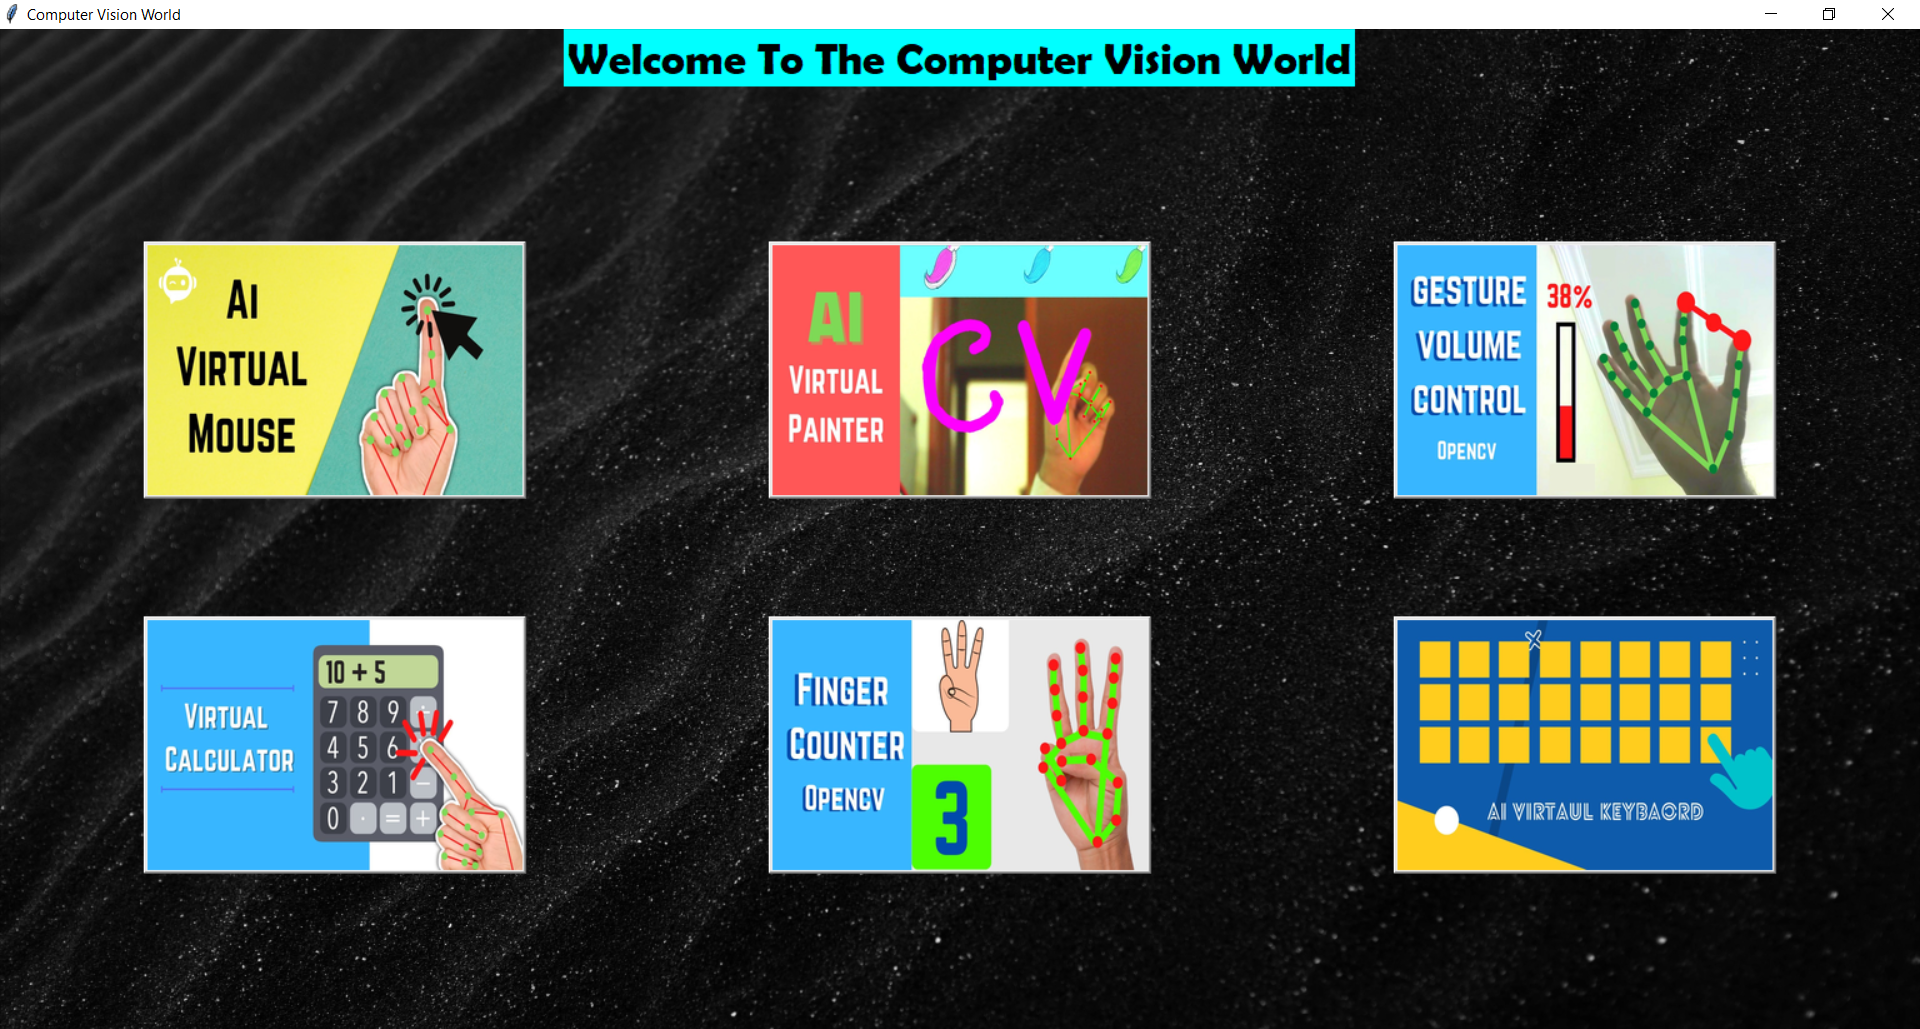 Computer Vision World
Welcome To The Computer Vision World
AI
VIRTUAL
MOUSE
AI
VIRTUAL
PAINTER
CV
GESTURE
VOLUME
CONTROL
OPENCV
38%
VIRTUAL
CALCULATOR
10 + 5
7 8 9 ÷
4 5 6
3 2 1 −
0 . = +
FINGER
COUNTER
OPENCV
3
AI VIRTAUL KEYBAORD